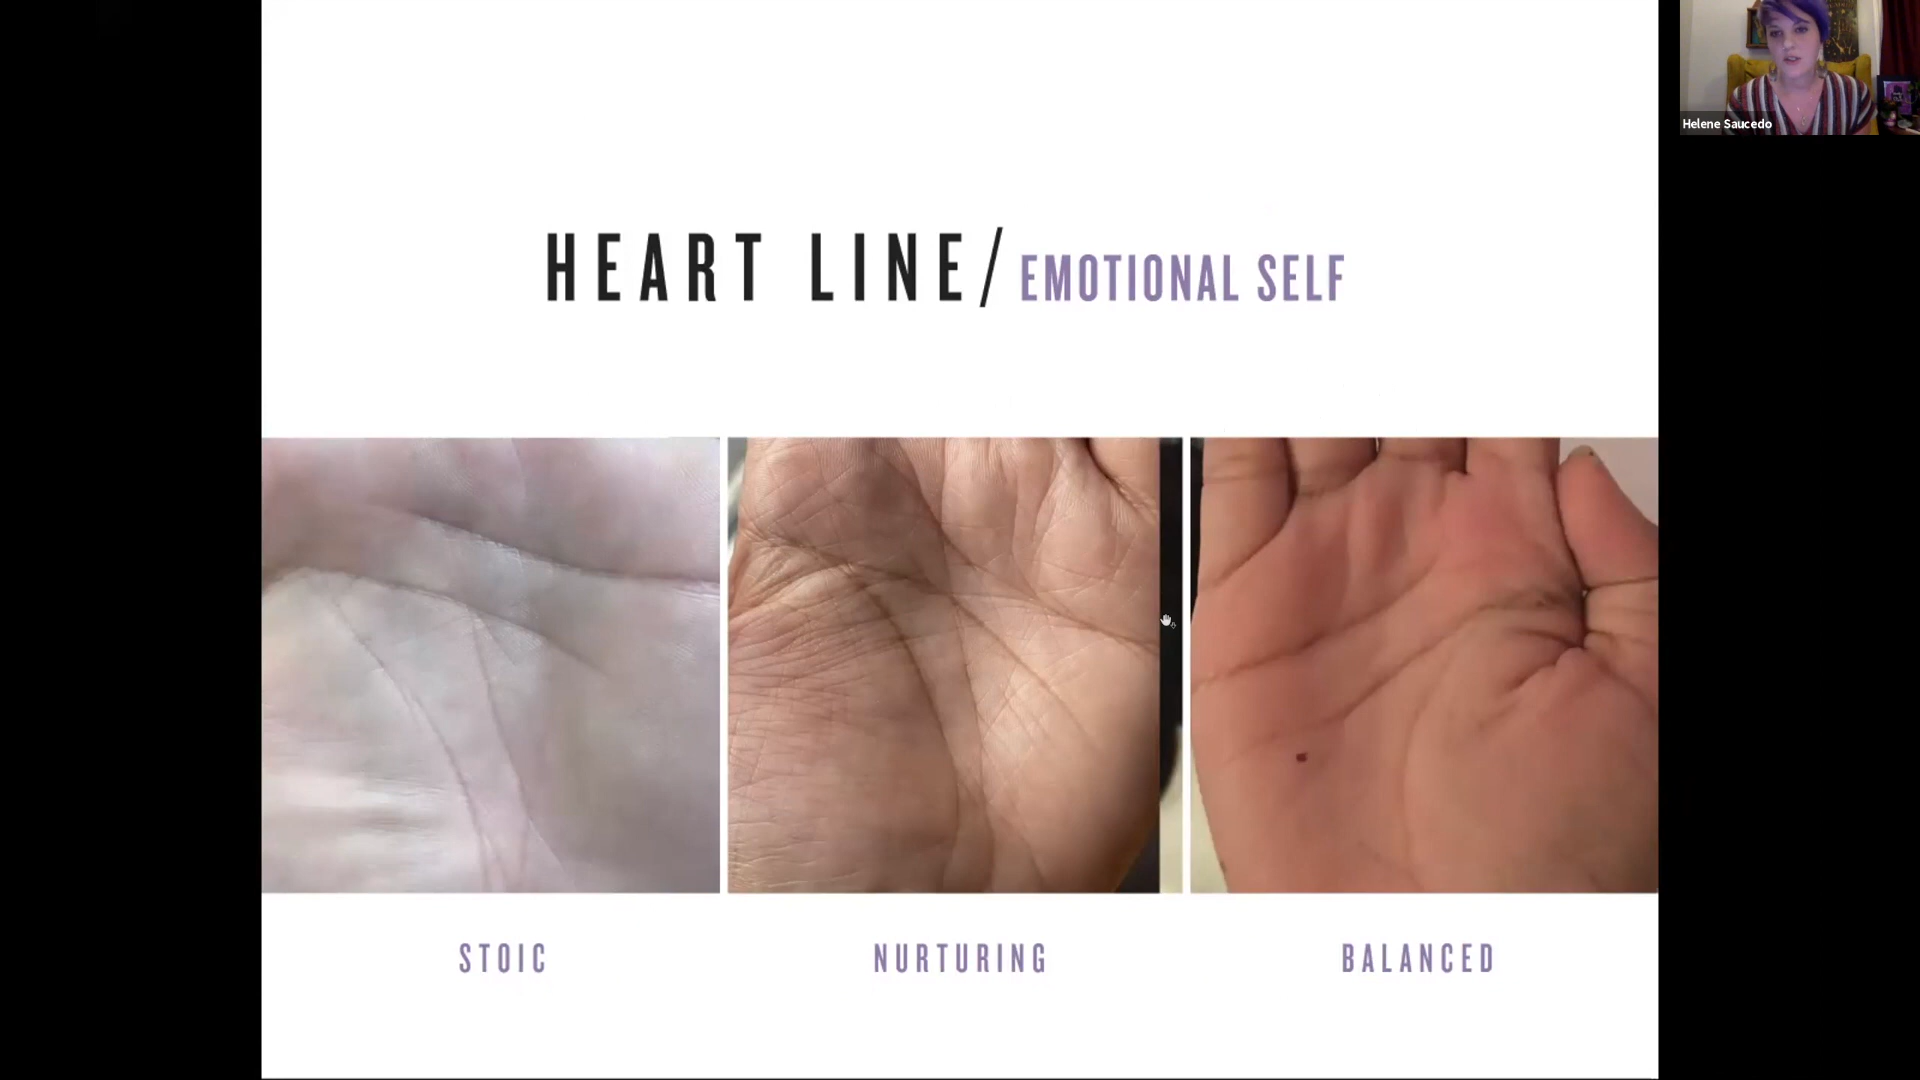 Helene Saucedo
HEART LINE/ EMOTIONAL SELF
STOIC
NURTURING
BALANCED